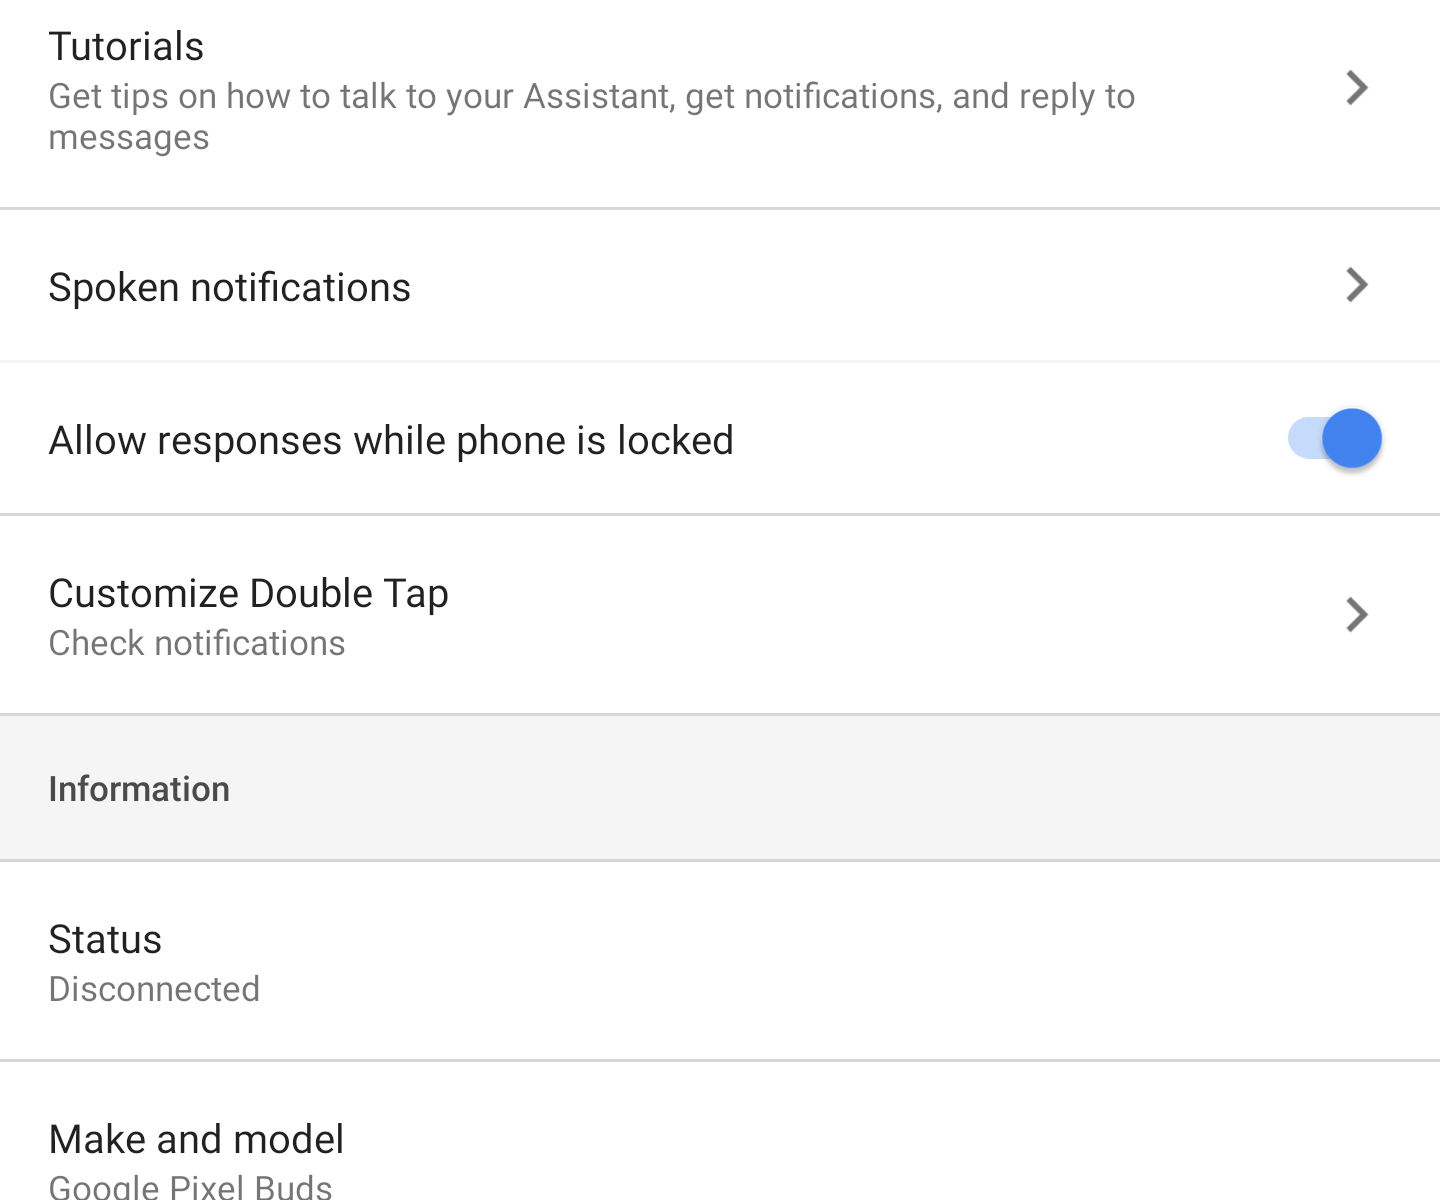 Tutorials
Get tips on how to talk to your Assistant, get notifications, and reply to
messages
Spoken notifications
Allow responses while phone is locked
Customize Double Tap
Check notifications
Information
Status
Disconnected
Make and model
Google Pixel Buds